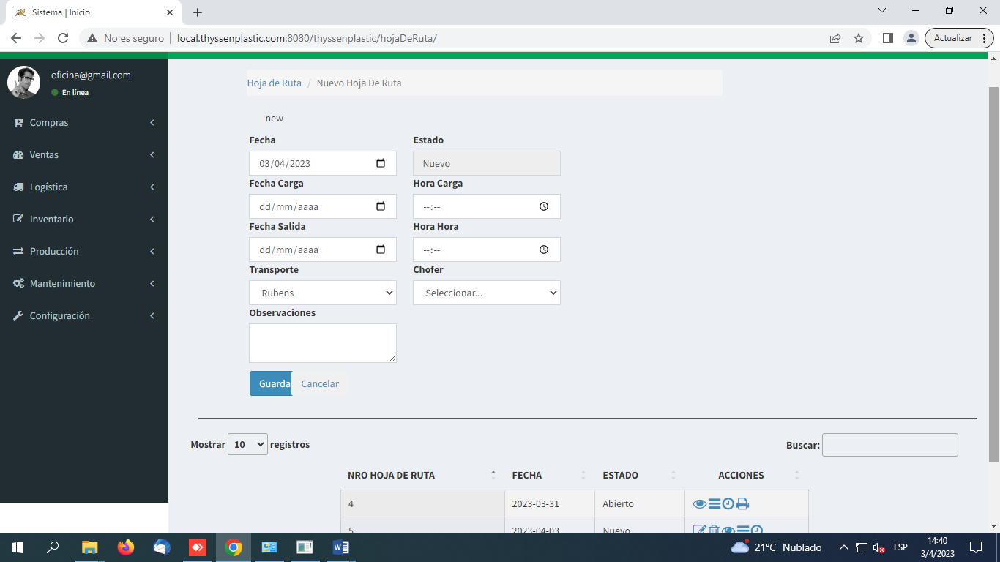 Sistema | Inicio
No es seguro
local.thyssenplastic.com:8080/thyssenplastic/hojaDeRuta/
Actualizar
oficina@gmail.com
En línea
Compras
Ventas
Logística
Inventario
Producción
Mantenimiento
Configuración
Hoja de Ruta / Nuevo Hoja De Ruta
new
Fecha Estado
03/04/2023 Nuevo
Fecha Carga Hora Carga
dd/mm/aaaa --:--
Fecha Salida Hora Hora
dd/mm/aaaa --:--
Transporte Chofer
Rubens Seleccionar...
Observaciones
Guarda Cancelar
Mostrar 10 registros Buscar:
NRO HOJA DE RUTA FECHA ESTADO ACCIONES
4 2023-03-31 Abierto
5 2023-04-03 Nuevo
21°C Nublado ESP 14:40
3/4/2023